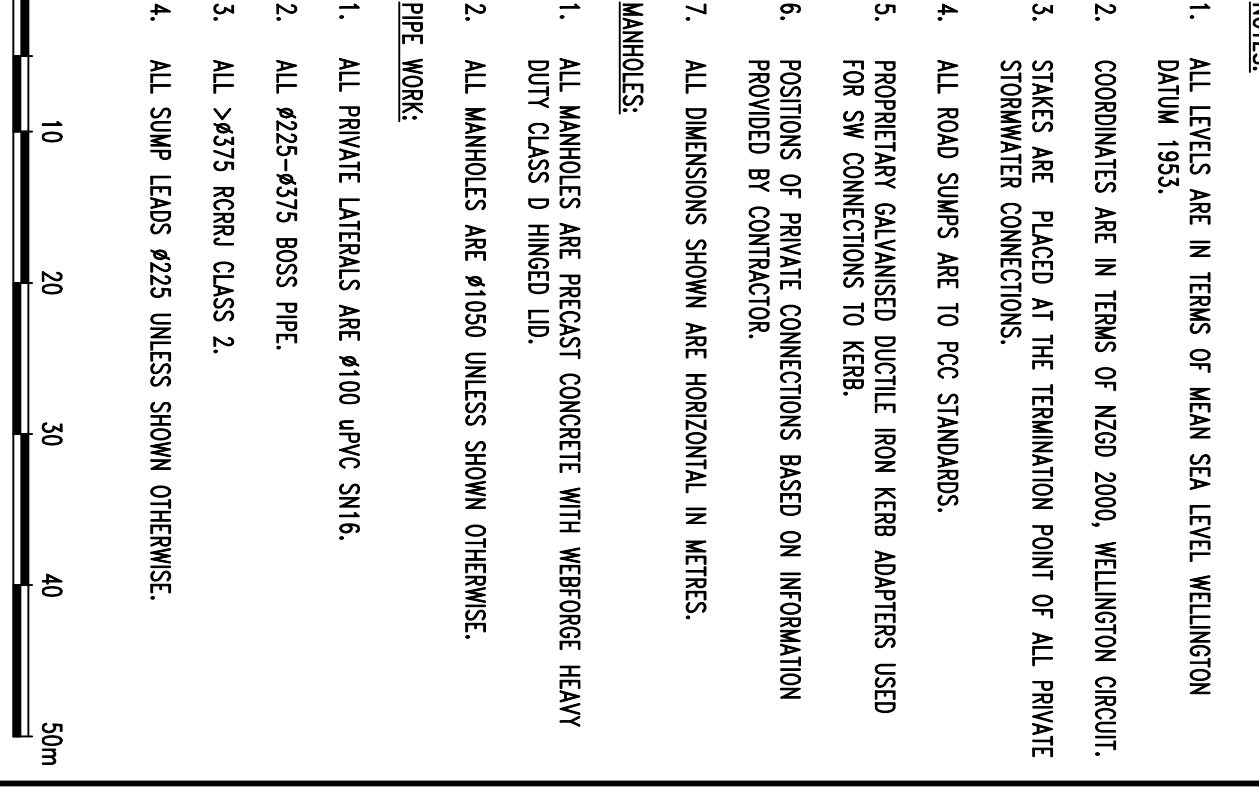 NOTES:
1. ALL LEVELS ARE IN TERMS OF MEAN SEA LEVEL WELLINGTON
DATUM 1953.
2. COORDINATES ARE IN TERMS OF NZGD 2000, WELLINGTON CIRCUIT.
3. STAKES ARE PLACED AT THE TERMINATION POINT OF ALL PRIVATE
STORMWATER CONNECTIONS.
4. ALL ROAD SUMPS ARE TO PCC STANDARDS.
5. PROPRIETARY GALVANISED DUCTILE IRON KERB ADAPTERS USED
FOR SW CONNECTIONS TO KERB.
6. POSITIONS OF PRIVATE CONNECTIONS BASED ON INFORMATION
PROVIDED BY CONTRACTOR.
7. ALL DIMENSIONS SHOWN ARE HORIZONTAL IN METRES.
MANHOLES:
1. ALL MANHOLES ARE PRECAST CONCRETE WITH WEBFORGE HEAVY
DUTY CLASS D HINGED LID.
2. ALL MANHOLES ARE Ø1050 UNLESS SHOWN OTHERWISE.
PIPE WORK:
1. ALL PRIVATE LATERALS ARE Ø100 uPVC SN16.
2. ALL Ø225-Ø375 BOSS PIPE.
3. ALL >Ø375 RCRRJ CLASS 2.
4. ALL SUMP LEADS Ø225 UNLESS SHOWN OTHERWISE.
10 20 30 40 50m